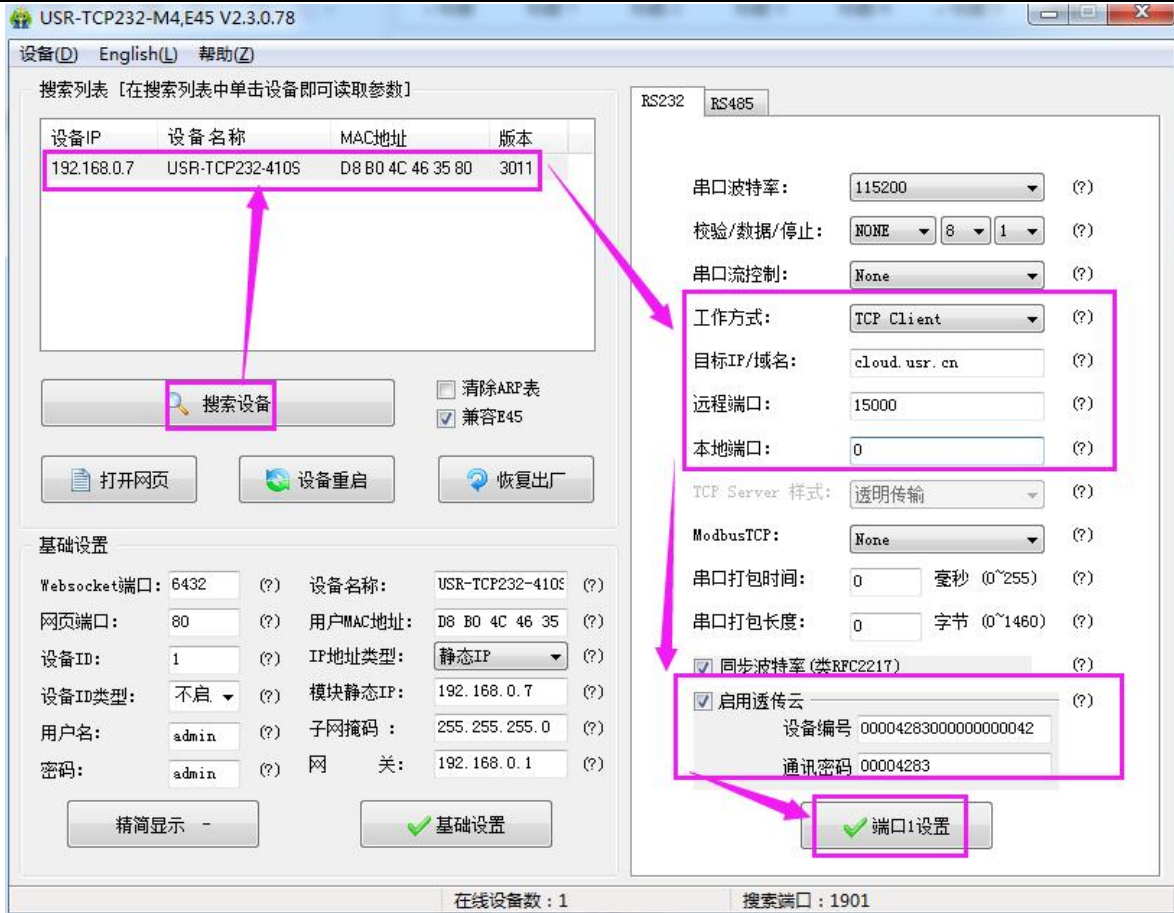 USR-TCP232-M4,E45 V2.3.0.78
设备(D) English(L) 帮助(Z)
搜索列表 [在搜索列表中单击设备即可读取参数]
设备IP 设备名称 MAC地址 版本
192.168.0.7 USR-TCP232-410S D8 B0 4C 46 35 80 3011
搜索设备
清除ARP表
兼容E45
打开网页 设备重启 恢复出厂
基础设置
Websocket端口: 6432 (?) 设备名称: USR-TCP232-410S (?)
网页端口: 80 (?) 用户MAC地址: D8 B0 4C 46 35 (?)
设备ID: 1 (?) IP地址类型: 静态IP (?)
设备ID类型: 不启. (?) 模块静态IP: 192.168.0.7 (?)
用户名: admin (?) 子网掩码 : 255.255.255.0 (?)
密码: admin (?) 网 关: 192.168.0.1 (?)
精简显示 - 基础设置
RS232 RS485
串口波特率: 115200 (?)
校验/数据/停止: NONE 8 1 (?)
串口流控制: None (?)
工作方式: TCP Client (?)
目标IP/域名: cloud.usr.cn (?)
远程端口: 15000 (?)
本地端口: 0 (?)
TCP Server 样式: 透明传输 (?)
ModbusTCP: None (?)
串口打包时间: 0 毫秒 (0~255) (?)
串口打包长度: 0 字节 (0~1460) (?)
同步波特率(类RFC2217) (?)
启用透传云 (?)
设备编号 00004283000000000042
通讯密码 00004283
端口1设置
在线设备数：1 搜索端口：1901